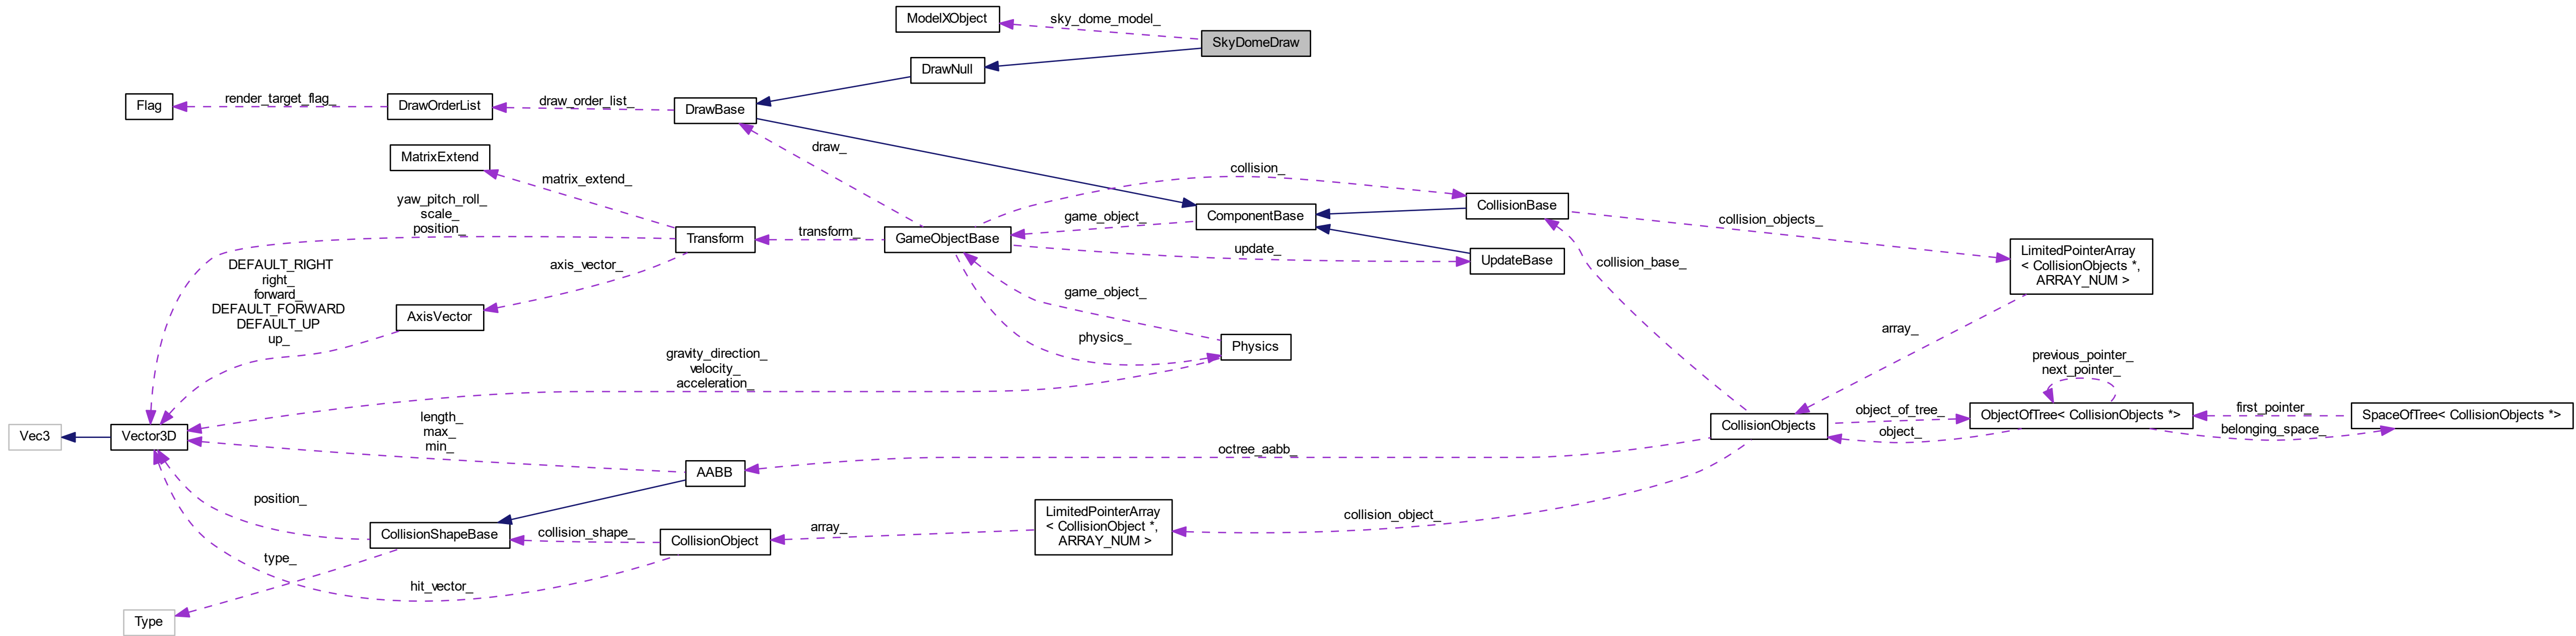 ModelXObject
sky_dome_model_
SkyDomeDraw
DrawNull
Flag
render_target_flag_
DrawOrderList
draw_order_list_
DrawBase
MatrixExtend
matrix_extend_
draw_
collision_
CollisionBase
ComponentBase
game_object_
collision_objects_
yaw_pitch_roll_
scale_
position_
Transform
transform_
GameObjectBase
update_
UpdateBase
LimitedPointerArray
< CollisionObjects *,
ARRAY_NUM >
DEFAULT_RIGHT
right_
forward_
DEFAULT_FORWARD
DEFAULT_UP
up_
axis_vector_
AxisVector
collision_base_
game_object_
physics_
Physics
array_
gravity_direction_
velocity_
acceleration_
previous_pointer_
next_pointer_
length_
max_
min_
Vec3
Vector3D
CollisionObjects
object_of_tree_
object_
ObjectOfTree< CollisionObjects *>
first_pointer_
belonging_space_
SpaceOfTree< CollisionObjects *>
octree_aabb_
AABB
position_
CollisionShapeBase
collision_shape_
CollisionObject
array_
LimitedPointerArray
< CollisionObject *,
ARRAY_NUM >
collision_object_
type_
hit_vector_
Type